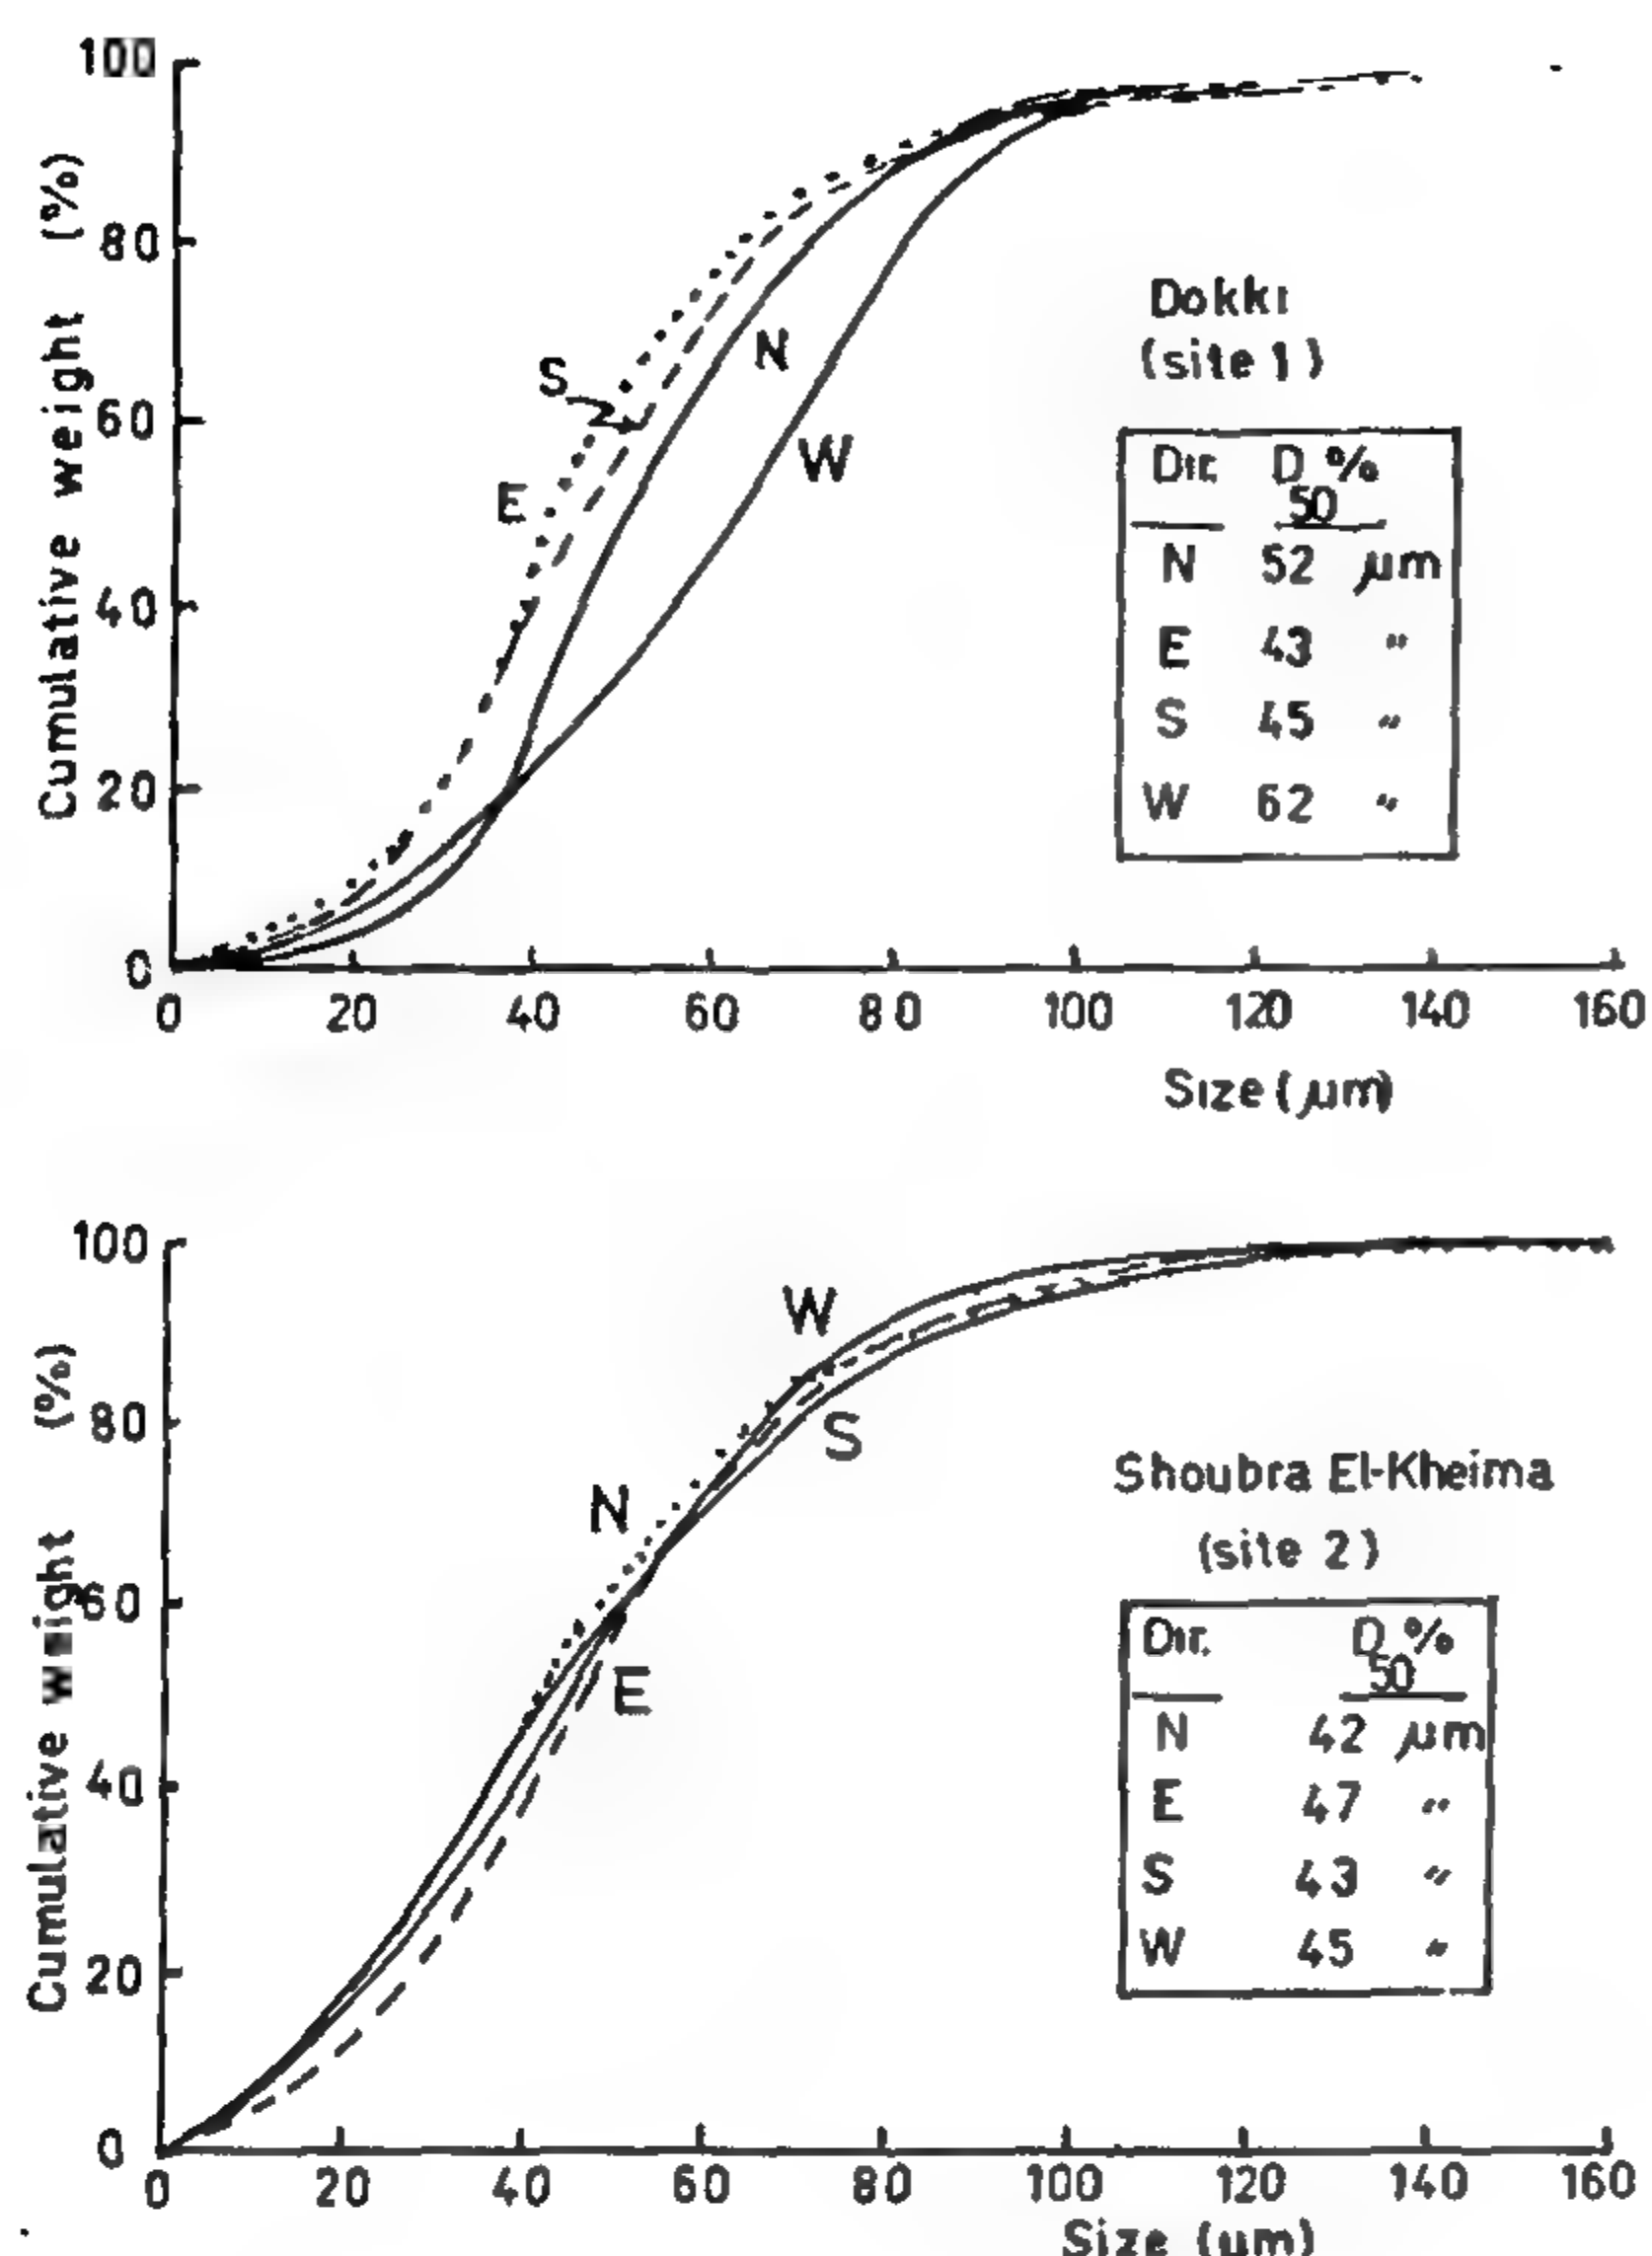 100
80
60
40
20
0
Cumulative weight (%)
S
E
N
W
Dokki
(site 1)
Dir. D %
50
N 52 µm
E 43 "
S 45 "
W 62 "
0 20 40 60 80 100 120 140 160
Size (µm)
100
80
60
40
20
0
Cumulative weight (%)
W
S
N
E
Shoubra El-Kheima
(site 2)
Dir. D %
50
N 42 µm
E 47 "
S 43 "
W 45 "
0 20 40 60 80 100 120 140 160
Size (µm)